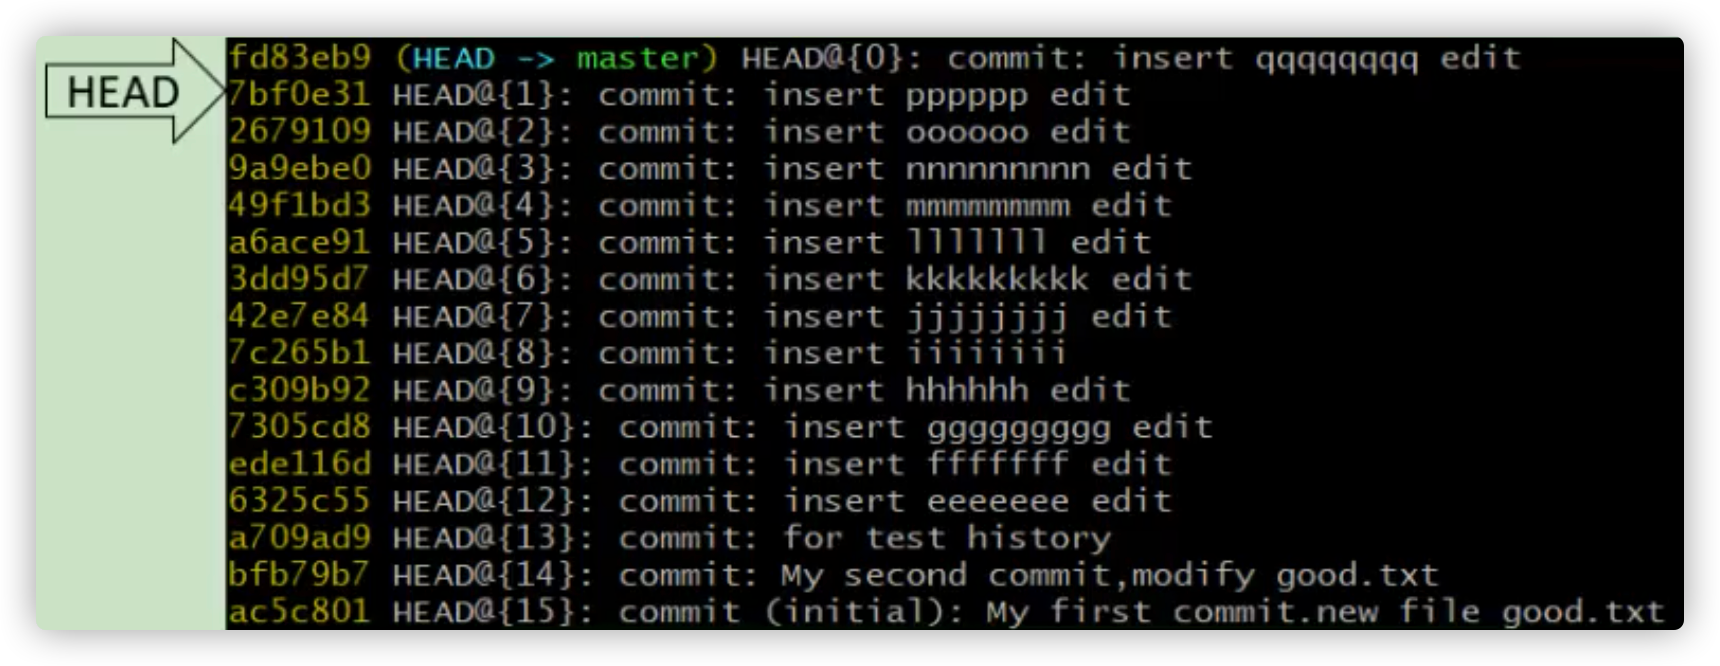 HEAD
fd83eb9 (HEAD -> master) HEAD@{0}: commit: insert qqqqqqqq edit
7bf0e31 HEAD@{1}: commit: insert pppppp edit
2679109 HEAD@{2}: commit: insert oooooo edit
9a9ebe0 HEAD@{3}: commit: insert nnnnnnnnn edit
49f1bd3 HEAD@{4}: commit: insert mmmmmmmm edit
a6ace91 HEAD@{5}: commit: insert lllllll edit
3dd95d7 HEAD@{6}: commit: insert kkkkkkkkk edit
42e7e84 HEAD@{7}: commit: insert jjjjjjjj edit
7c265b1 HEAD@{8}: commit: insert iiiiiiii
c309b92 HEAD@{9}: commit: insert hhhhhh edit
7305cd8 HEAD@{10}: commit: insert ggggggggg edit
ede116d HEAD@{11}: commit: insert fffffff edit
6325c55 HEAD@{12}: commit: insert eeeeeee edit
a709ad9 HEAD@{13}: commit: for test history
bfb79b7 HEAD@{14}: commit: My second commit,modify good.txt
ac5c801 HEAD@{15}: commit (initial): My first commit.new file good.txt